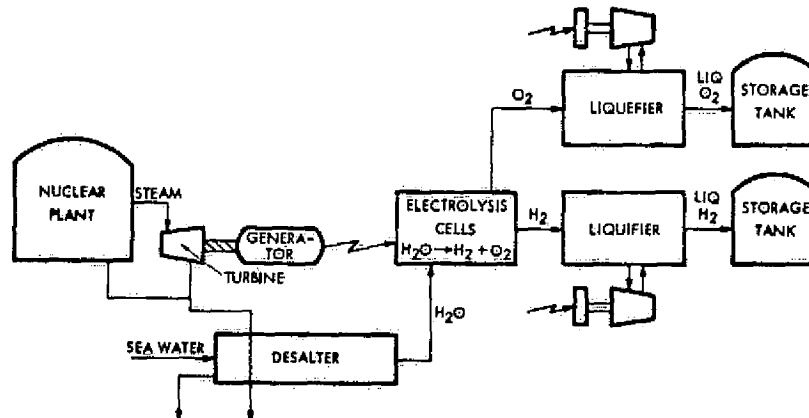 NUCLEAR
PLANT
STEAM
TURBINE
GENERA-
TOR
ELECTROLYSIS
CELLS
H₂O→H₂ + O₂
O₂
LIQUEFIER
LIQ
O₂
STORAGE
TANK
H₂
LIQUIFIER
LIQ
H₂
STORAGE
TANK
H₂O
SEA WATER
DESALTER